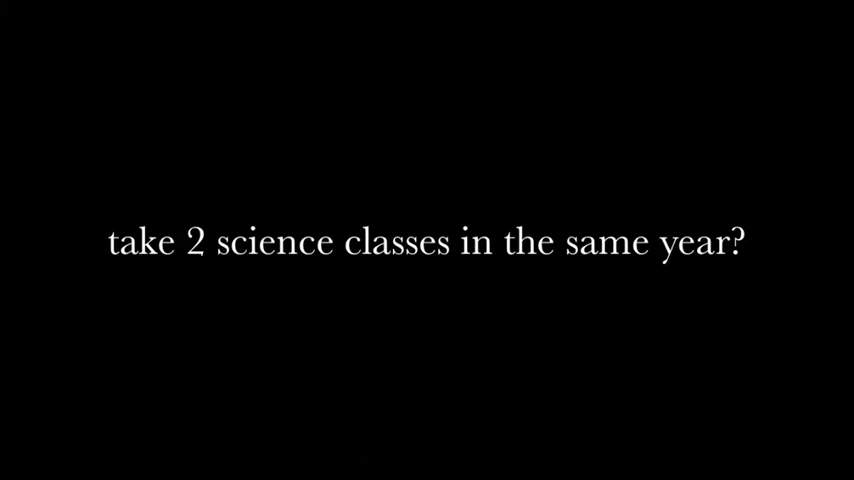 take 2 science classes in the same year?